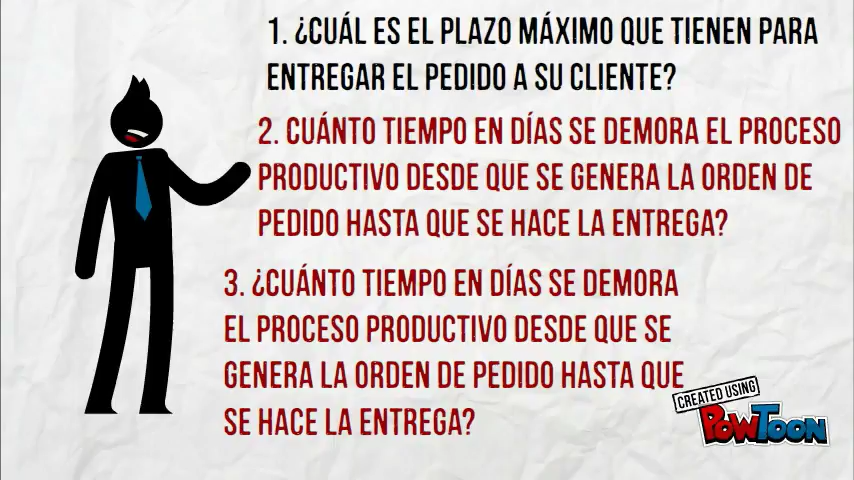 1. ¿CUÁL ES EL PLAZO MÁXIMO QUE TIENEN PARA
ENTREGAR EL PEDIDO A SU CLIENTE?
2. CUÁNTO TIEMPO EN DÍAS SE DEMORA EL PROCESO
PRODUCTIVO DESDE QUE SE GENERA LA ORDEN DE
PEDIDO HASTA QUE SE HACE LA ENTREGA?
3. ¿CUÁNTO TIEMPO EN DÍAS SE DEMORA
EL PROCESO PRODUCTIVO DESDE QUE SE
GENERA LA ORDEN DE PEDIDO HASTA QUE
SE HACE LA ENTREGA?
CREATED USING
POWTOON